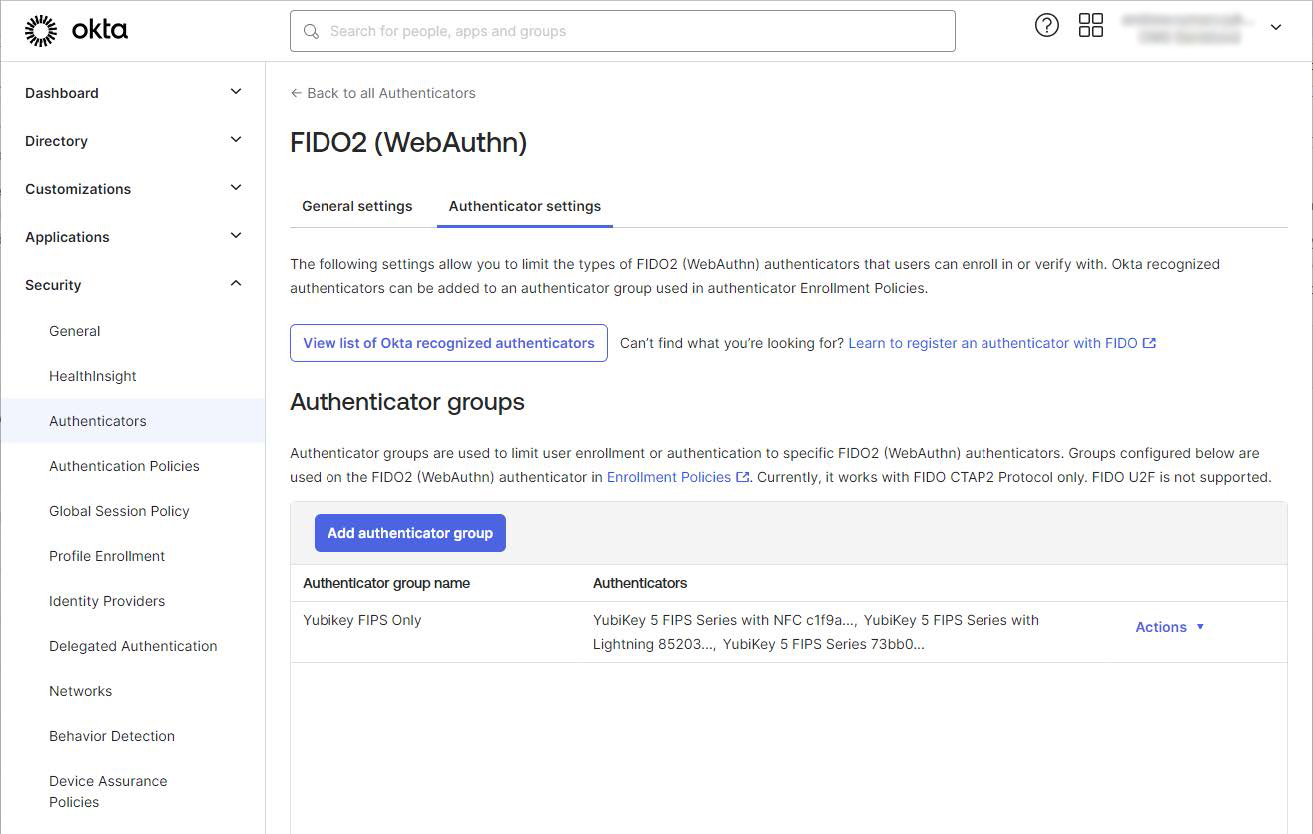 okta
Search for people, apps and groups
Dashboard
Directory
Customizations
Applications
Security
General
HealthInsight
Authenticators
Authentication Policies
Global Session Policy
Profile Enrollment
Identity Providers
Delegated Authentication
Networks
Behavior Detection
Device Assurance
Policies
← Back to all Authenticators
FIDO2 (WebAuthn)
General settings
Authenticator settings
The following settings allow you to limit the types of FIDO2 (WebAuthn) authenticators that users can enroll in or verify with. Okta recognized
authenticators can be added to an authenticator group used in authenticator Enrollment Policies.
View list of Okta recognized authenticators
Can't find what you're looking for? Learn to register an authenticator with FIDO
Authenticator groups
Authenticator groups are used to limit user enrollment or authentication to specific FIDO2 (WebAuthn) authenticators. Groups configured below are
used on the FIDO2 (WebAuthn) authenticator in Enrollment Policies. Currently, it works with FIDO CTAP2 Protocol only. FIDO U2F is not supported.
Add authenticator group
Authenticator group name
Authenticators
Yubikey FIPS Only
YubiKey 5 FIPS Series with NFC c1f9a..., YubiKey 5 FIPS Series with
Lightning 85203..., YubiKey 5 FIPS Series 73bb0...
Actions